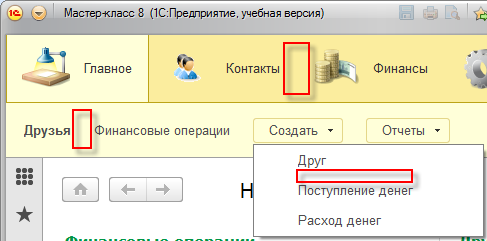 Мастер-класс 8 (1С:Предприятие, учебная версия)
Главное Контакты Финансы
Друзья Финансовые операции Создать Отчеты
Друг
Поступление денег
Расход денег
Н
Финансовые операции